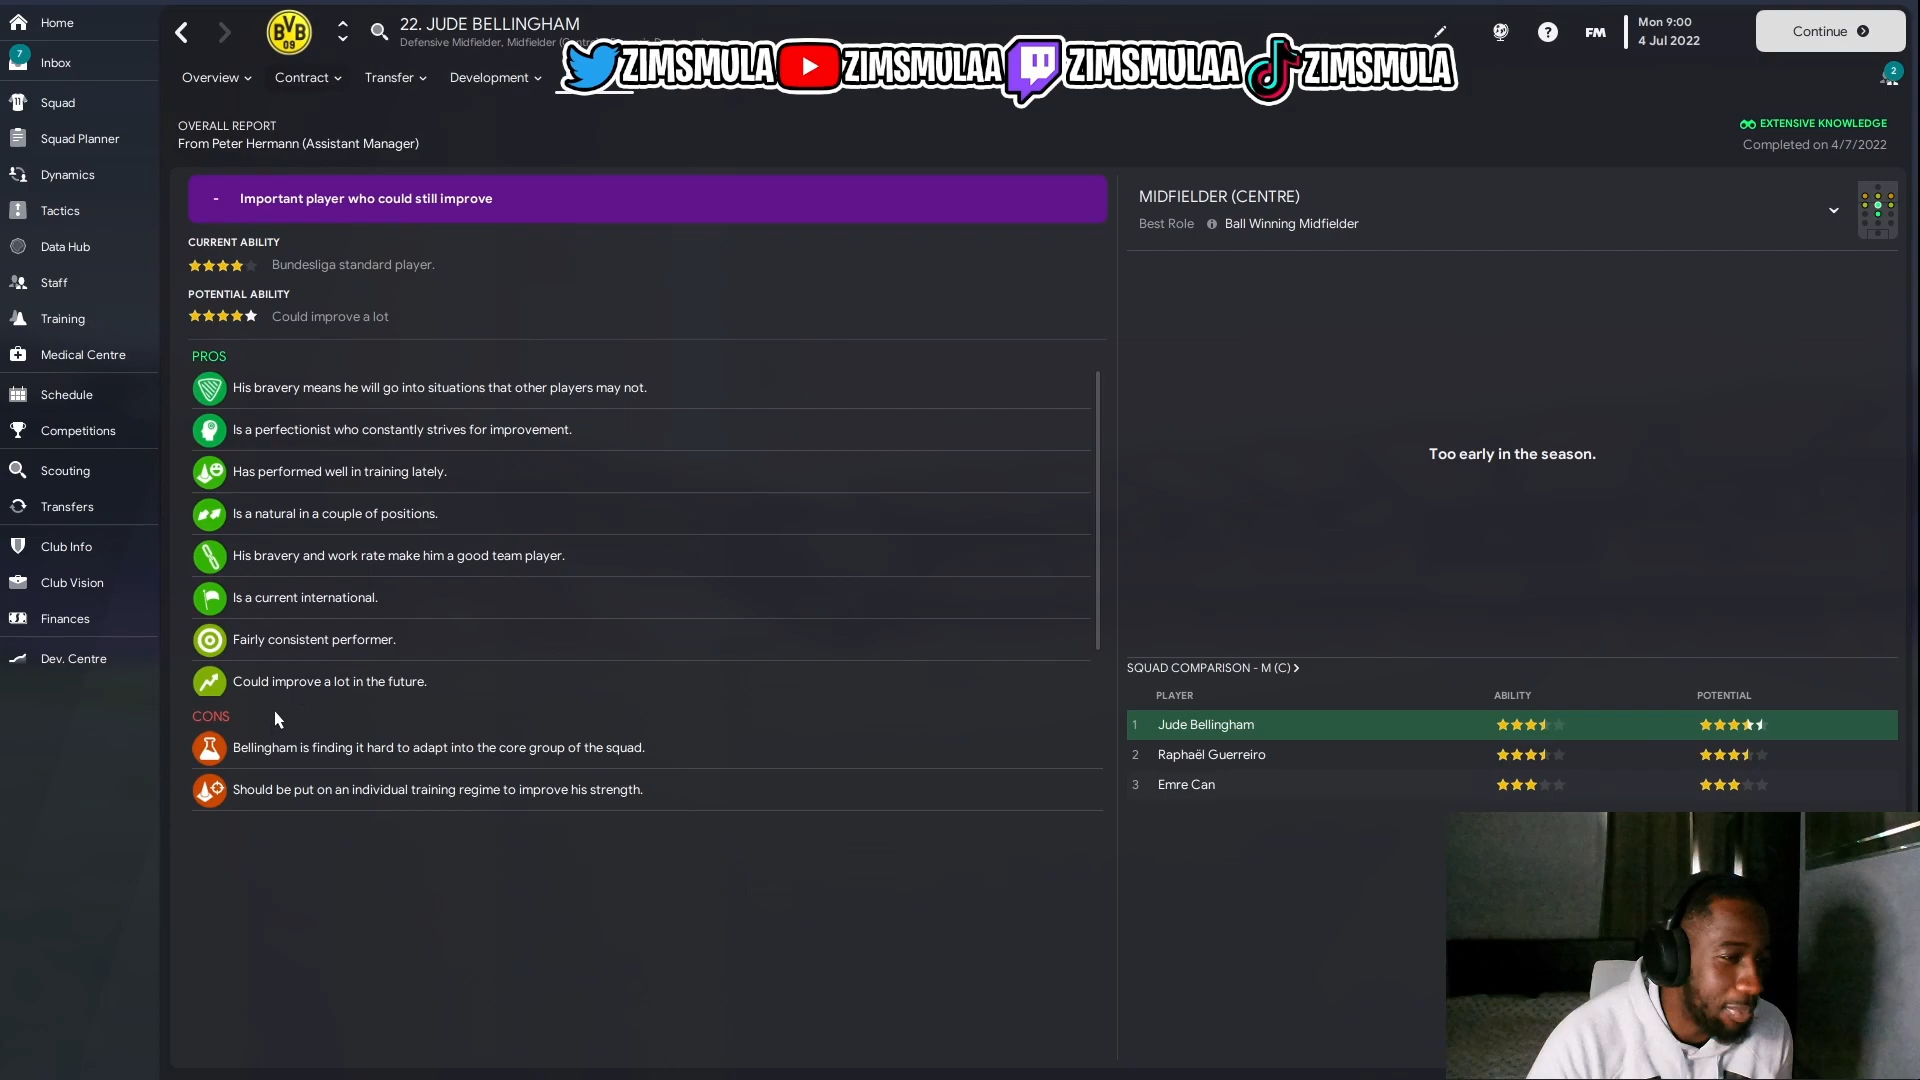 Home
7
Inbox
Squad
Squad Planner
Dynamics
Tactics
Data Hub
Staff
Training
Medical Centre
Schedule
Competitions
Scouting
Transfers
Club Info
Club Vision
Finances
Dev. Centre
BVB
09
22. JUDE BELLINGHAM
Defensive Midfielder, Midfielder
FM
Mon 9:00
4 Jul 2022
Continue
2
Overview
Contract
Transfer
Development
ZIMSMULA
ZIMSMULAA
ZIMSMULAA
ZIMSMULA
OVERALL REPORT
From Peter Hermann (Assistant Manager)
EXTENSIVE KNOWLEDGE
Completed on 4/7/2022
- Important player who could still improve
CURRENT ABILITY
Bundesliga standard player.
POTENTIAL ABILITY
Could improve a lot
PROS
His bravery means he will go into situations that other players may not.
Is a perfectionist who constantly strives for improvement.
Has performed well in training lately.
Is a natural in a couple of positions.
His bravery and work rate make him a good team player.
Is a current international.
Fairly consistent performer.
Could improve a lot in the future.
CONS
Bellingham is finding it hard to adapt into the core group of the squad.
Should be put on an individual training regime to improve his strength.
MIDFIELDER (CENTRE)
Best Role Ball Winning Midfielder
Too early in the season.
SQUAD COMPARISON - M (C)
PLAYER ABILITY POTENTIAL
1 Jude Bellingham
2 Raphaël Guerreiro
3 Emre Can